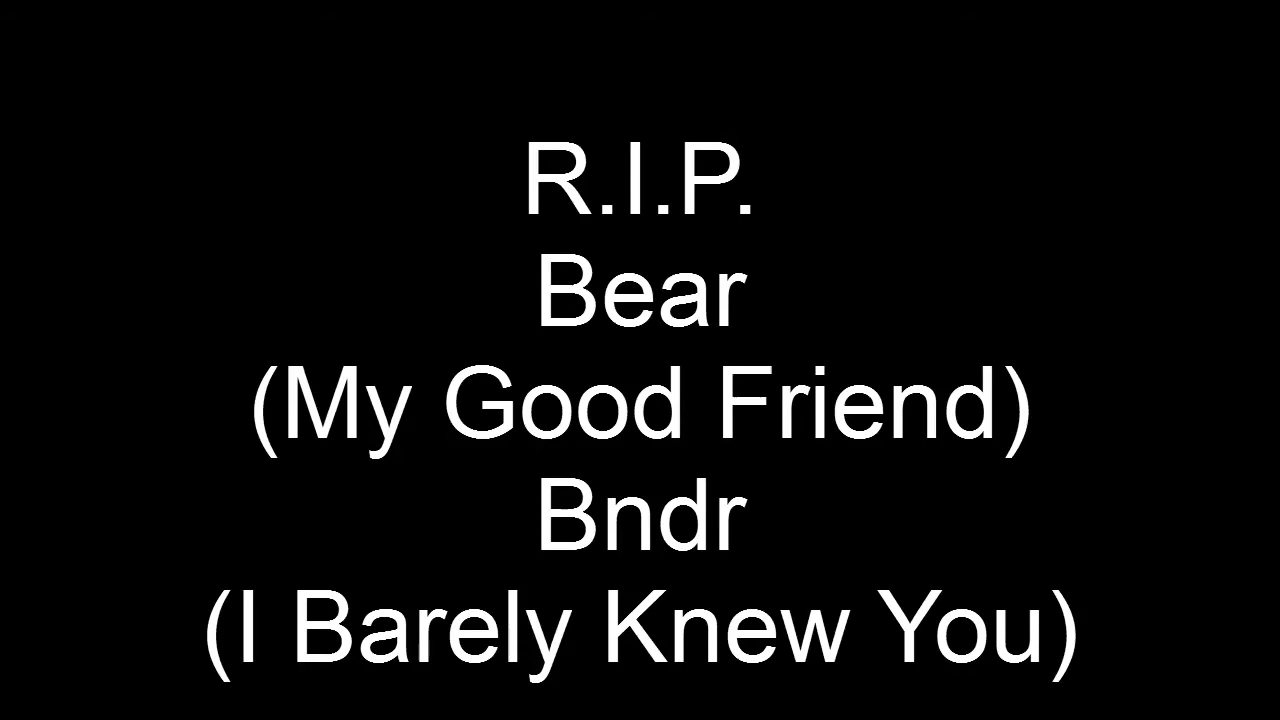 R.I.P.
Bear
(My Good Friend)
Bndr
(I Barely Knew You)